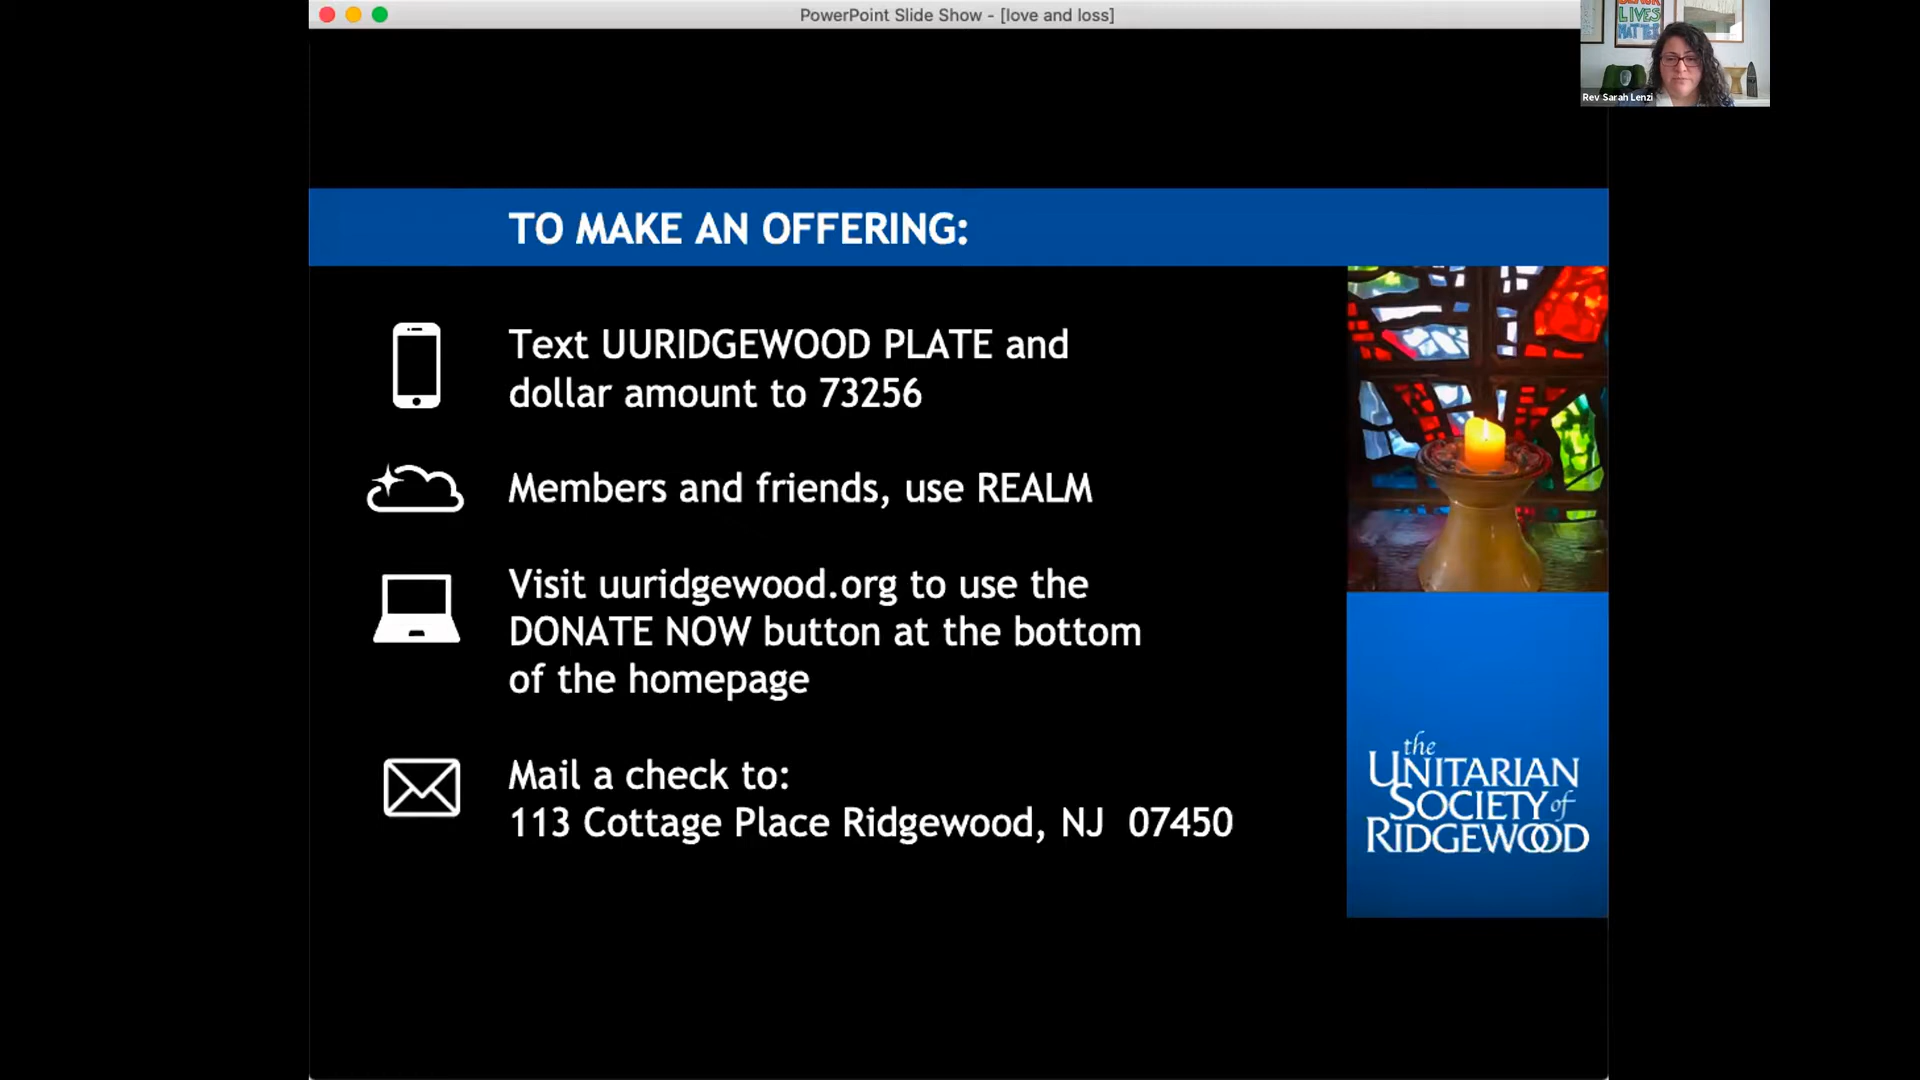 PowerPoint Slide Show - [love and loss]
BLACK
LIVES
MATTER
Rev Sarah Lenzi
TO MAKE AN OFFERING:
Text UURIDGEWOOD PLATE and
dollar amount to 73256
Members and friends, use REALM
Visit uuridgewood.org to use the
DONATE NOW button at the bottom
of the homepage
Mail a check to:
113 Cottage Place Ridgewood, NJ 07450
the
UNITARIAN
SOCIETY of
RIDGEWOOD